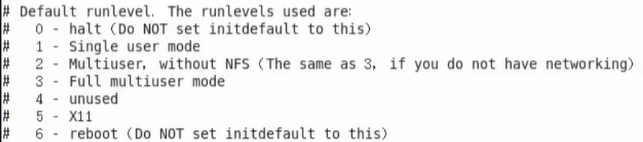 # Default runlevel. The runlevels used are:
#   0 - halt (Do NOT set initdefault to this)
#   1 - Single user mode
#   2 - Multiuser, without NFS (The same as 3, if you do not have networking)
#   3 - Full multiuser mode
#   4 - unused
#   5 - X11
#   6 - reboot (Do NOT set initdefault to this)